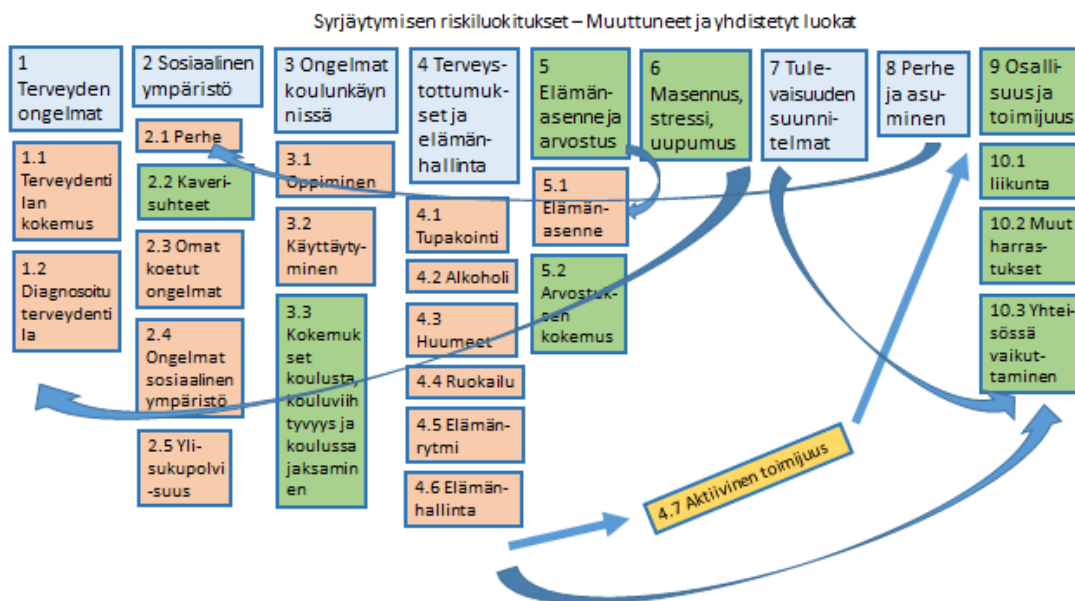 Syrjäytymisen riskiluokitukset – Muuttuneet ja yhdistetyt luokat
1
Terveyden
ongelmat
1.1
Terveydenti
lan
kokemus
1.2
Diagnosoitu
terveydenti
la
2 Sosiaalinen
ympäristö
2.1 Perhe
2.2 Kaveri-
suhteet
2.3 Omat
koetut
ongelmat
2.4
Ongelmat
sosiaalinen
ympäristö
2.5 Yli-
sukupolvi
-suus
3 Ongelmat
koulunkäyn
nissä
3.1
Oppiminen
3.2
Käyttäyty-
minen
3.3
Kokemuk
set
koulusta,
kouluviih
tyvyys ja
koulussa
jaksamin
en
4 Terveys-
tottumuk-
set ja
elämän-
hallinta
4.1
Tupakointi
4.2 Alkoholi
4.3
Huumeet
4.4 Ruokailu
4.5 Elämän-
rytmi
4.6 Elämän-
hallinta
4.7 Aktiivinen toimijuus
5
Elämän-
asenne ja
arvostus
5.1
Elämän-
asenne
5.2
Arvostuk-
sen
kokemus
6
Masennus,
stressi,
uupumus
7 Tule-
vaisuuden
suunni-
telmat
8 Perhe
ja asu-
minen
9 Osalli-
suus ja
toimijuus
10.1
liikunta
10.2 Muut
harras-
tukset
10.3 Yhtei-
sössä
vaikut-
taminen